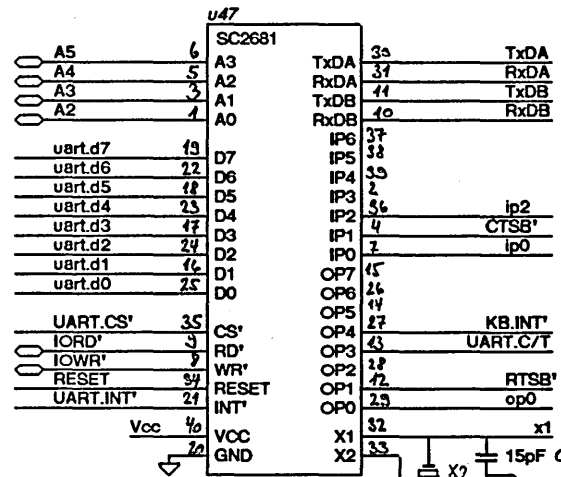 u47
SC2681
A5 6 A3 TxDA 30 TxDA
A4 5 A2 RxDA 31 RxDA
A3 3 A1 TxDB 11 TxDB
A2 1 A0 RxDB 10 RxDB
IP6 37
uart.d7 19 D7 IP5 38
uart.d6 22 D6 IP4 39
uart.d5 18 D5 IP3 2
uart.d4 23 D4 IP2 36 ip2
uart.d3 17 D3 IP1 4 CTSB'
uart.d2 24 D2 IP0 7 ip0
uart.d1 16 D1 OP7 15
uart.d0 25 D0 OP6 26
OP5 14
UART.CS' 35 CS' OP4 27 KB.INT'
IORD' 9 RD' OP3 13 UART.C/T
IOWR' 8 WR' OP2 28
RESET 34 RESET OP1 12 RTSB'
UART.INT' 21 INT' OP0 29 op0
Vcc 40 VCC X1 32 x1
20 GND X2 33 15pF
X2